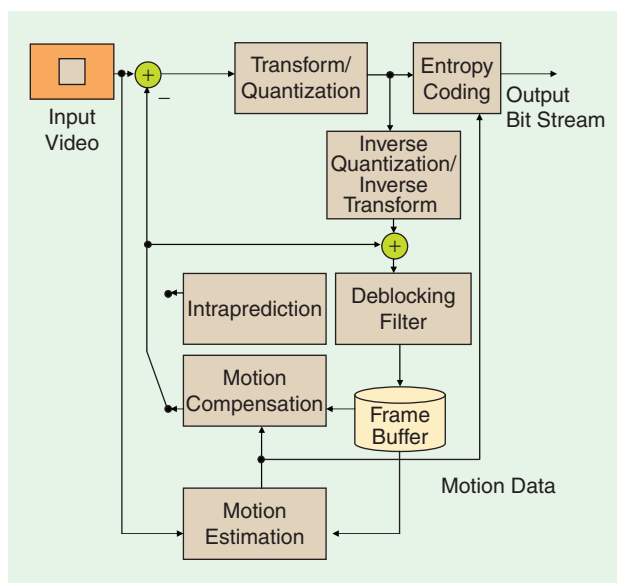 Input
Video
+
−
Transform/
Quantization
Entropy
Coding
Output
Bit Stream
Inverse
Quantization/
Inverse
Transform
+
Intraprediction
Deblocking
Filter
Motion
Compensation
Frame
Buffer
Motion Data
Motion
Estimation